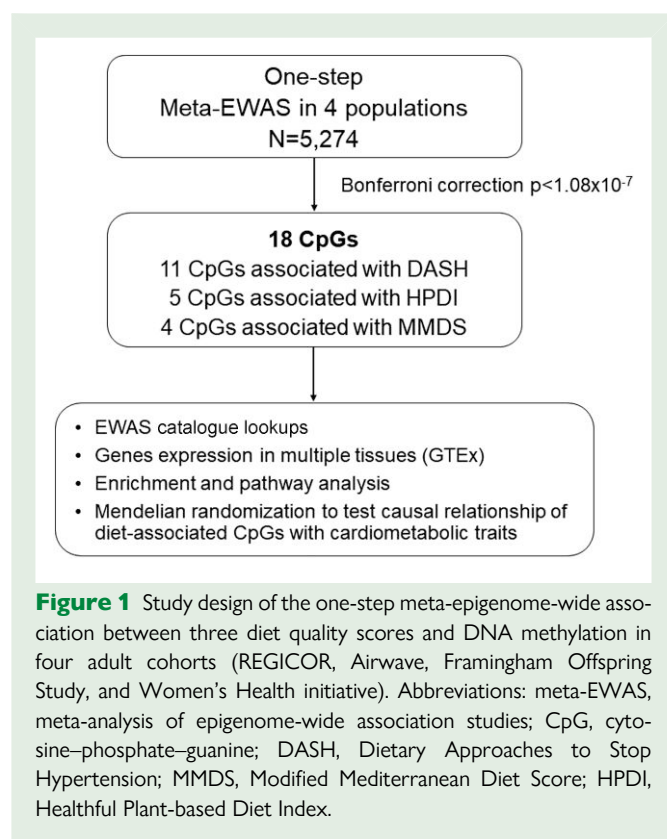 One-step
Meta-EWAS in 4 populations
N=5,274
Bonferroni correction p<1.08x10⁻⁷
18 CpGs
11 CpGs associated with DASH
5 CpGs associated with HPDI
4 CpGs associated with MMDS
• EWAS catalogue lookups
• Genes expression in multiple tissues (GTEx)
• Enrichment and pathway analysis
• Mendelian randomization to test causal relationship of
diet-associated CpGs with cardiometabolic traits
Figure 1 Study design of the one-step meta-epigenome-wide asso-
ciation between three diet quality scores and DNA methylation in
four adult cohorts (REGICOR, Airwave, Framingham Offspring
Study, and Women's Health initiative). Abbreviations: meta-EWAS,
meta-analysis of epigenome-wide association studies; CpG, cyto-
sine–phosphate–guanine; DASH, Dietary Approaches to Stop
Hypertension; MMDS, Modified Mediterranean Diet Score; HPDI,
Healthful Plant-based Diet Index.